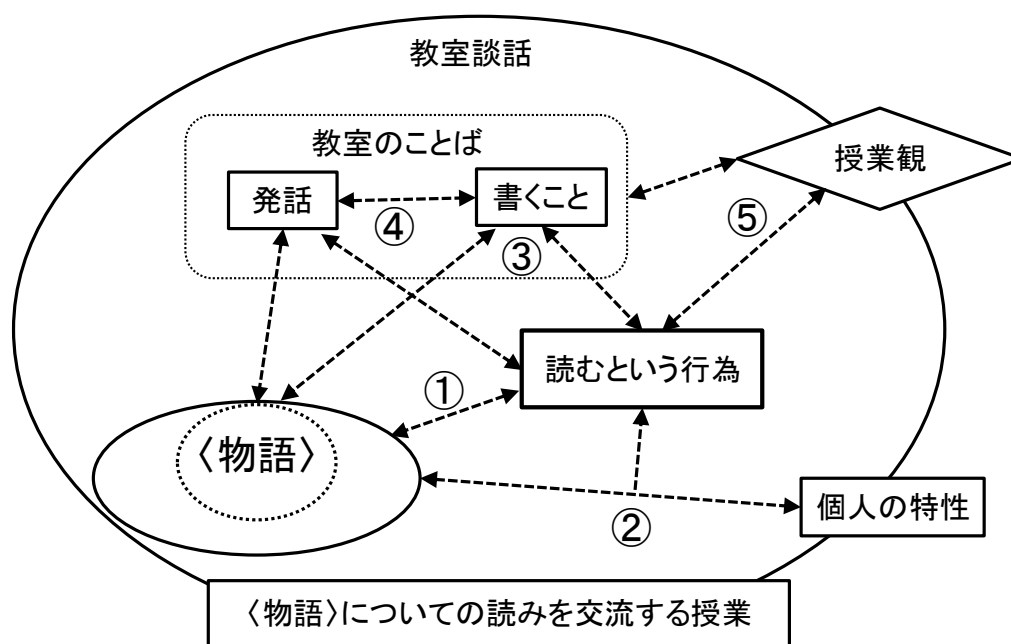 教室談話
教室のことば
授業観
発話
書くこと
④
③
⑤
読むという行為
①
〈物語〉
個人の特性
②
〈物語〉についての読みを交流する授業